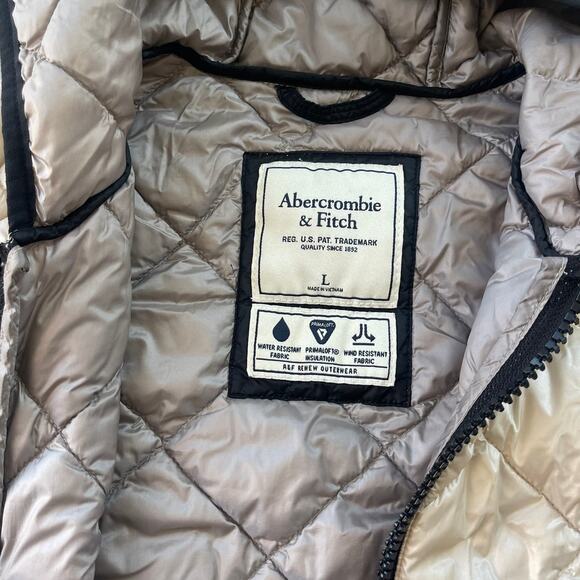 Abercrombie
& Fitch
REG. U.S. PAT. TRADEMARK
QUALITY SINCE 1892
L
MADE IN VIETNAM
PRIMALOFT
WATER RESISTANT PRIMALOFT® WIND RESISTANT
FABRIC INSULATION FABRIC
A&F RENEW OUTERWEAR